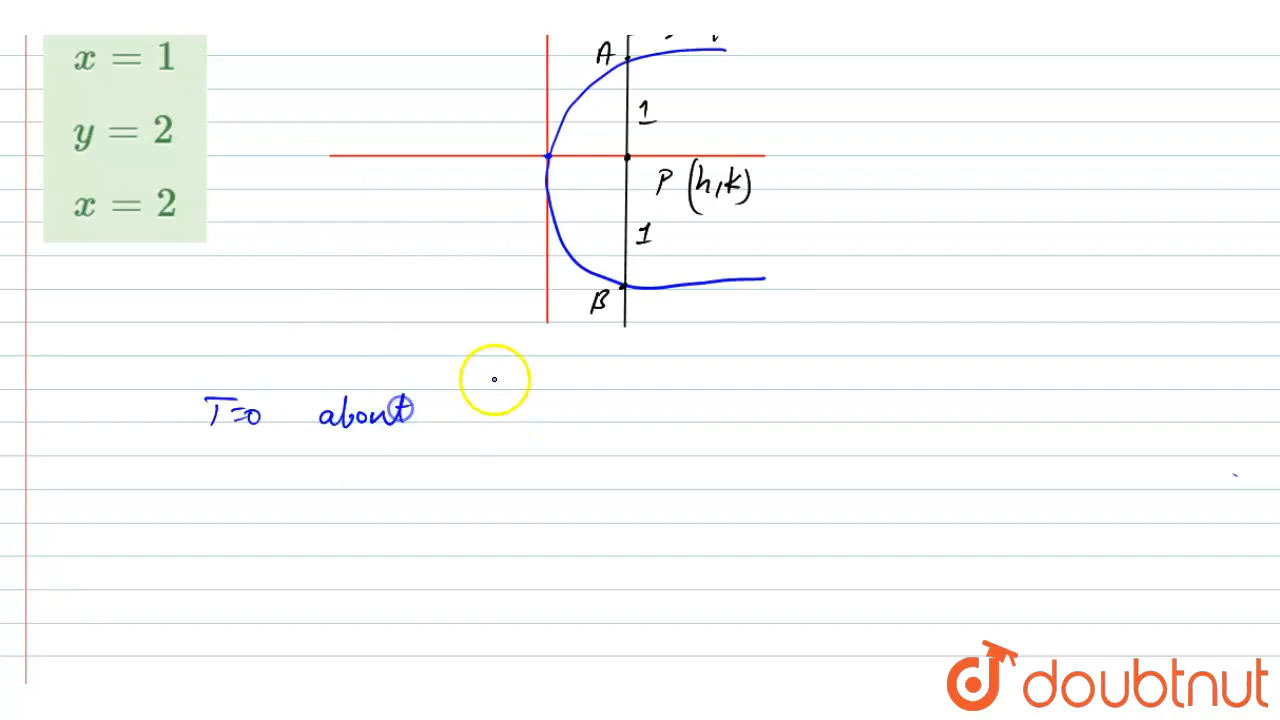 x = 1
y = 2
x = 2
A
1
P (h, k)
1
B
T=0 about
doubtnut